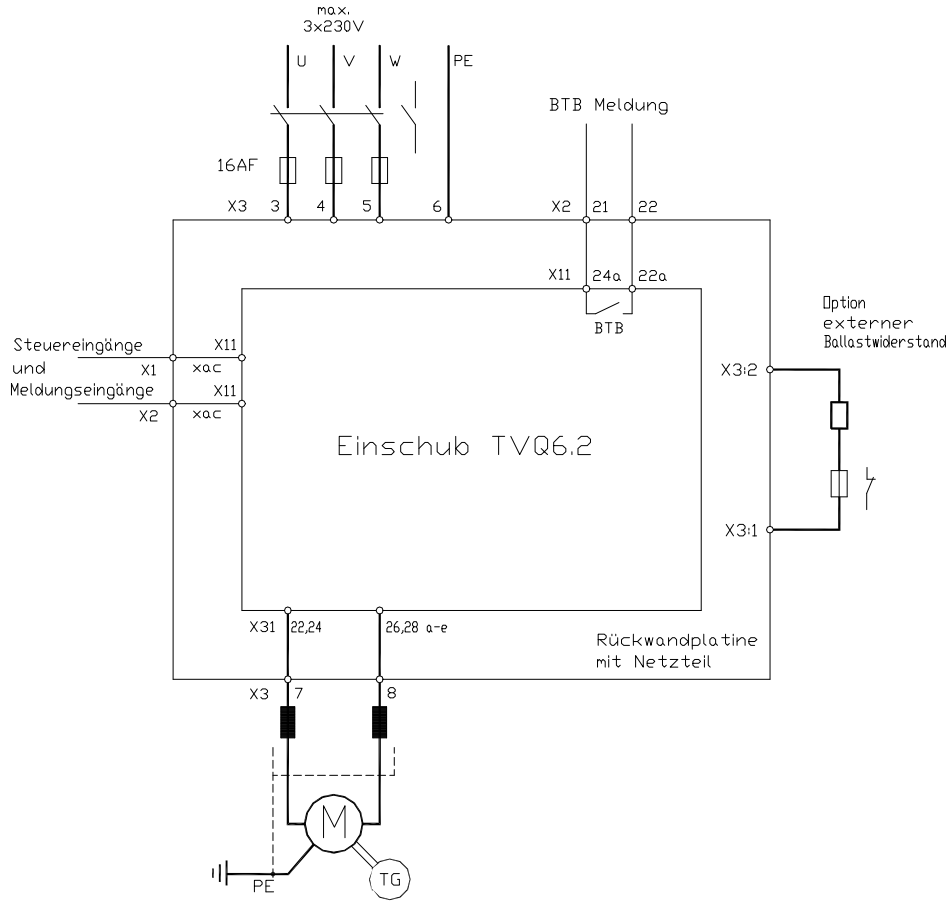 max.
3x230V
U V W PE
BTB Meldung
16AF
X3 3 4 5 6 X2 21 22
X11 24a 22a
BTB
Option
externer
Ballastwiderstand
Steuereingänge X11
und X1 xac
Meldungseingänge X11
X2 xac
X3:2
Einschub TVQ6.2
X3:1
X31 22,24 26,28 a-e
Rückwandplatine
mit Netzteil
X3 7 8
M
TG
PE